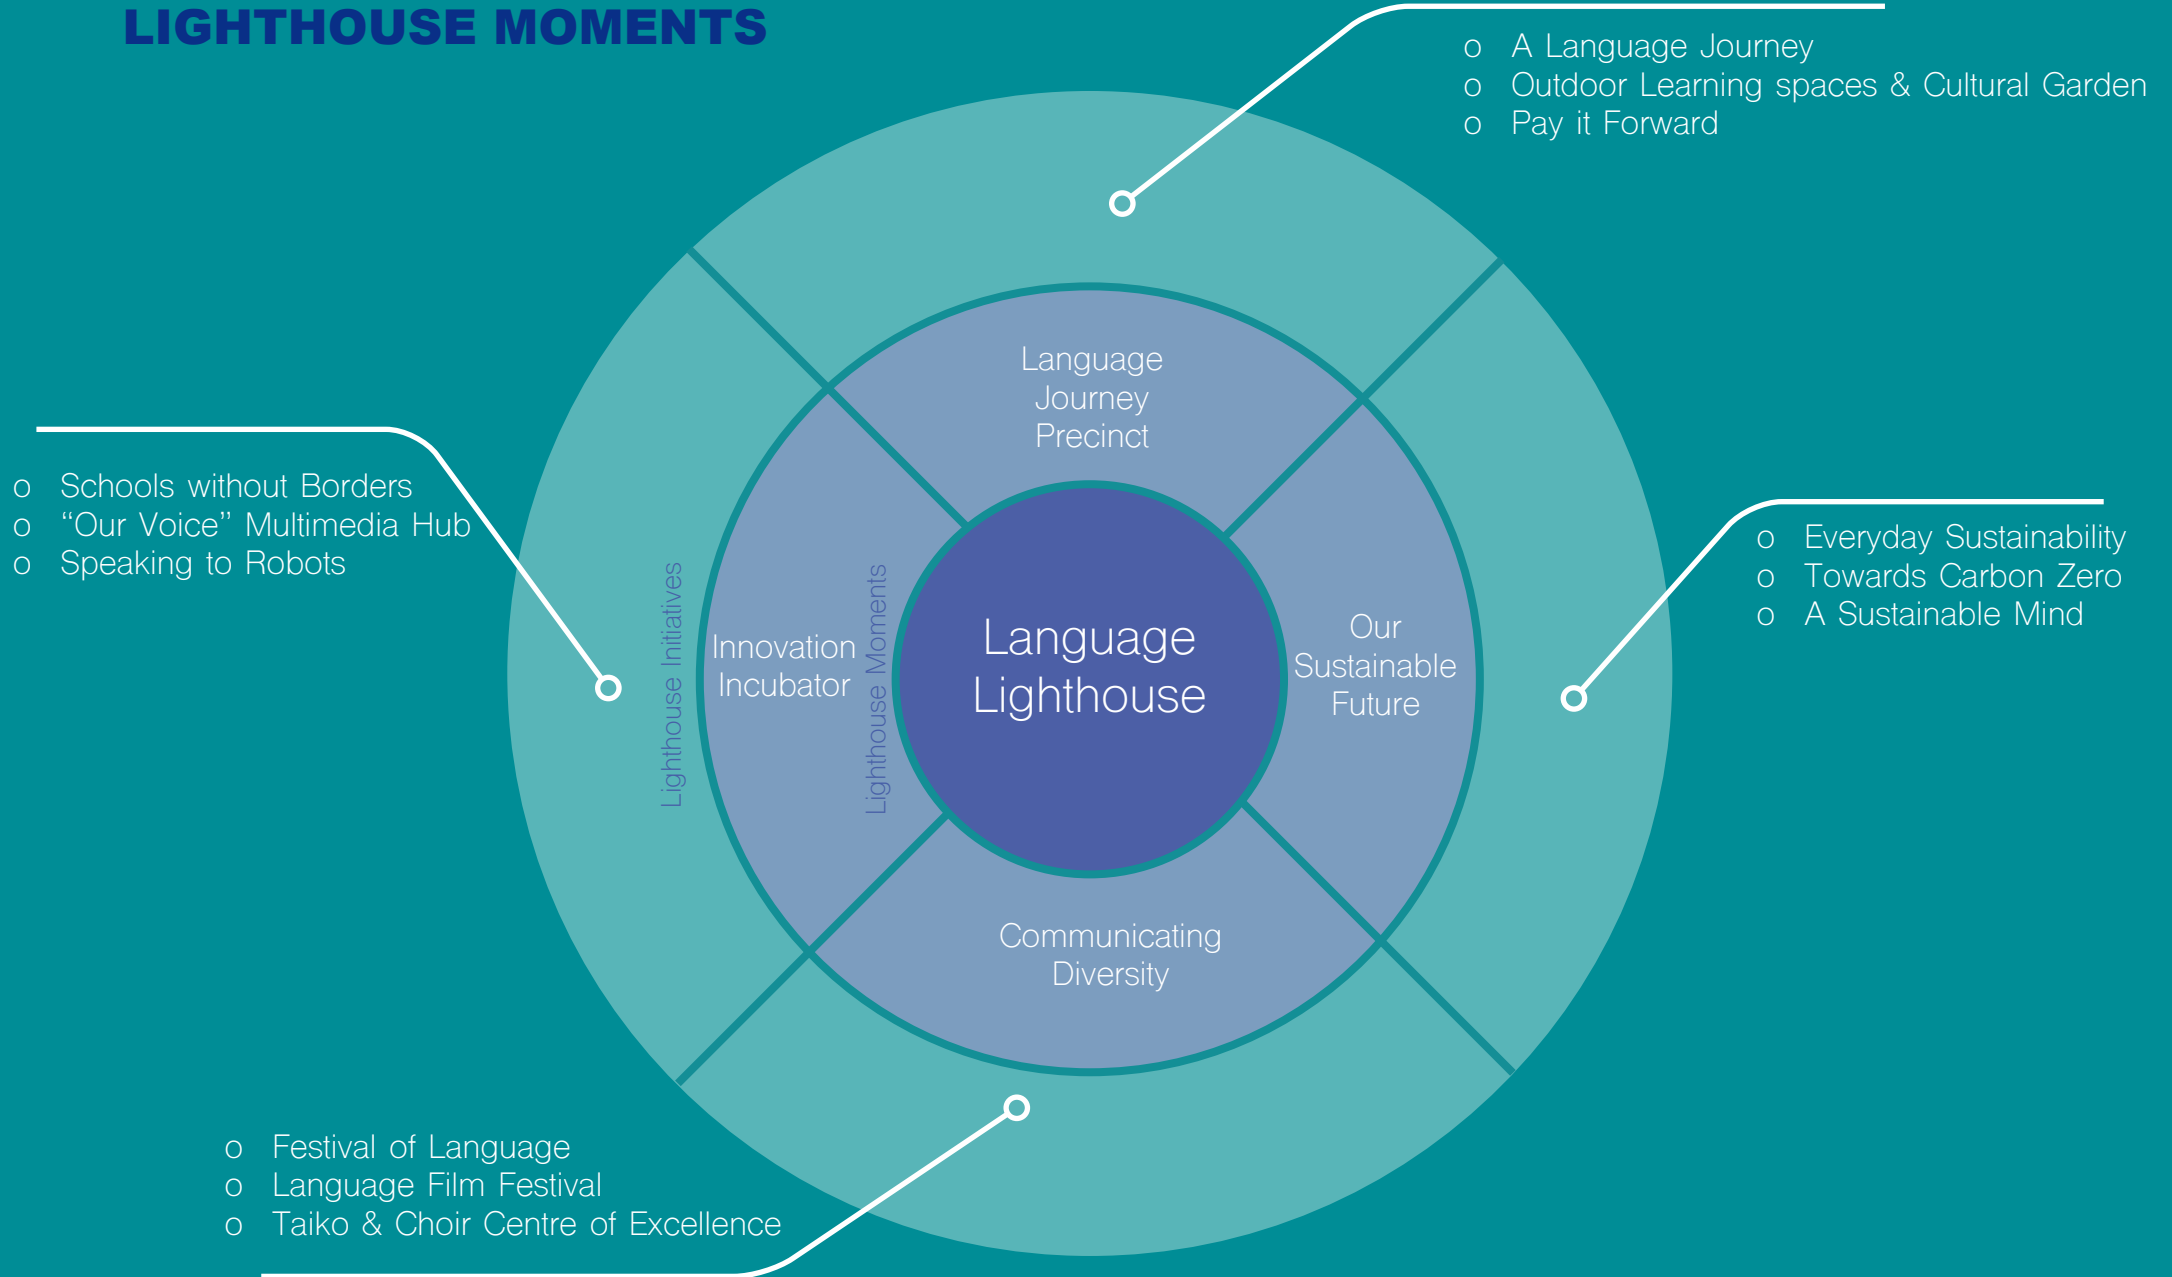 LIGHTHOUSE MOMENTS
o A Language Journey
o Outdoor Learning spaces & Cultural Garden
o Pay it Forward
Language
Journey
Precinct
o Schools without Borders
o “Our Voice” Multimedia Hub
o Speaking to Robots
o Everyday Sustainability
o Towards Carbon Zero
o A Sustainable Mind
Lighthouse Initiatives
Innovation
Incubator
Lighthouse Moments
Language
Lighthouse
Our
Sustainable
Future
Communicating
Diversity
o Festival of Language
o Language Film Festival
o Taiko & Choir Centre of Excellence